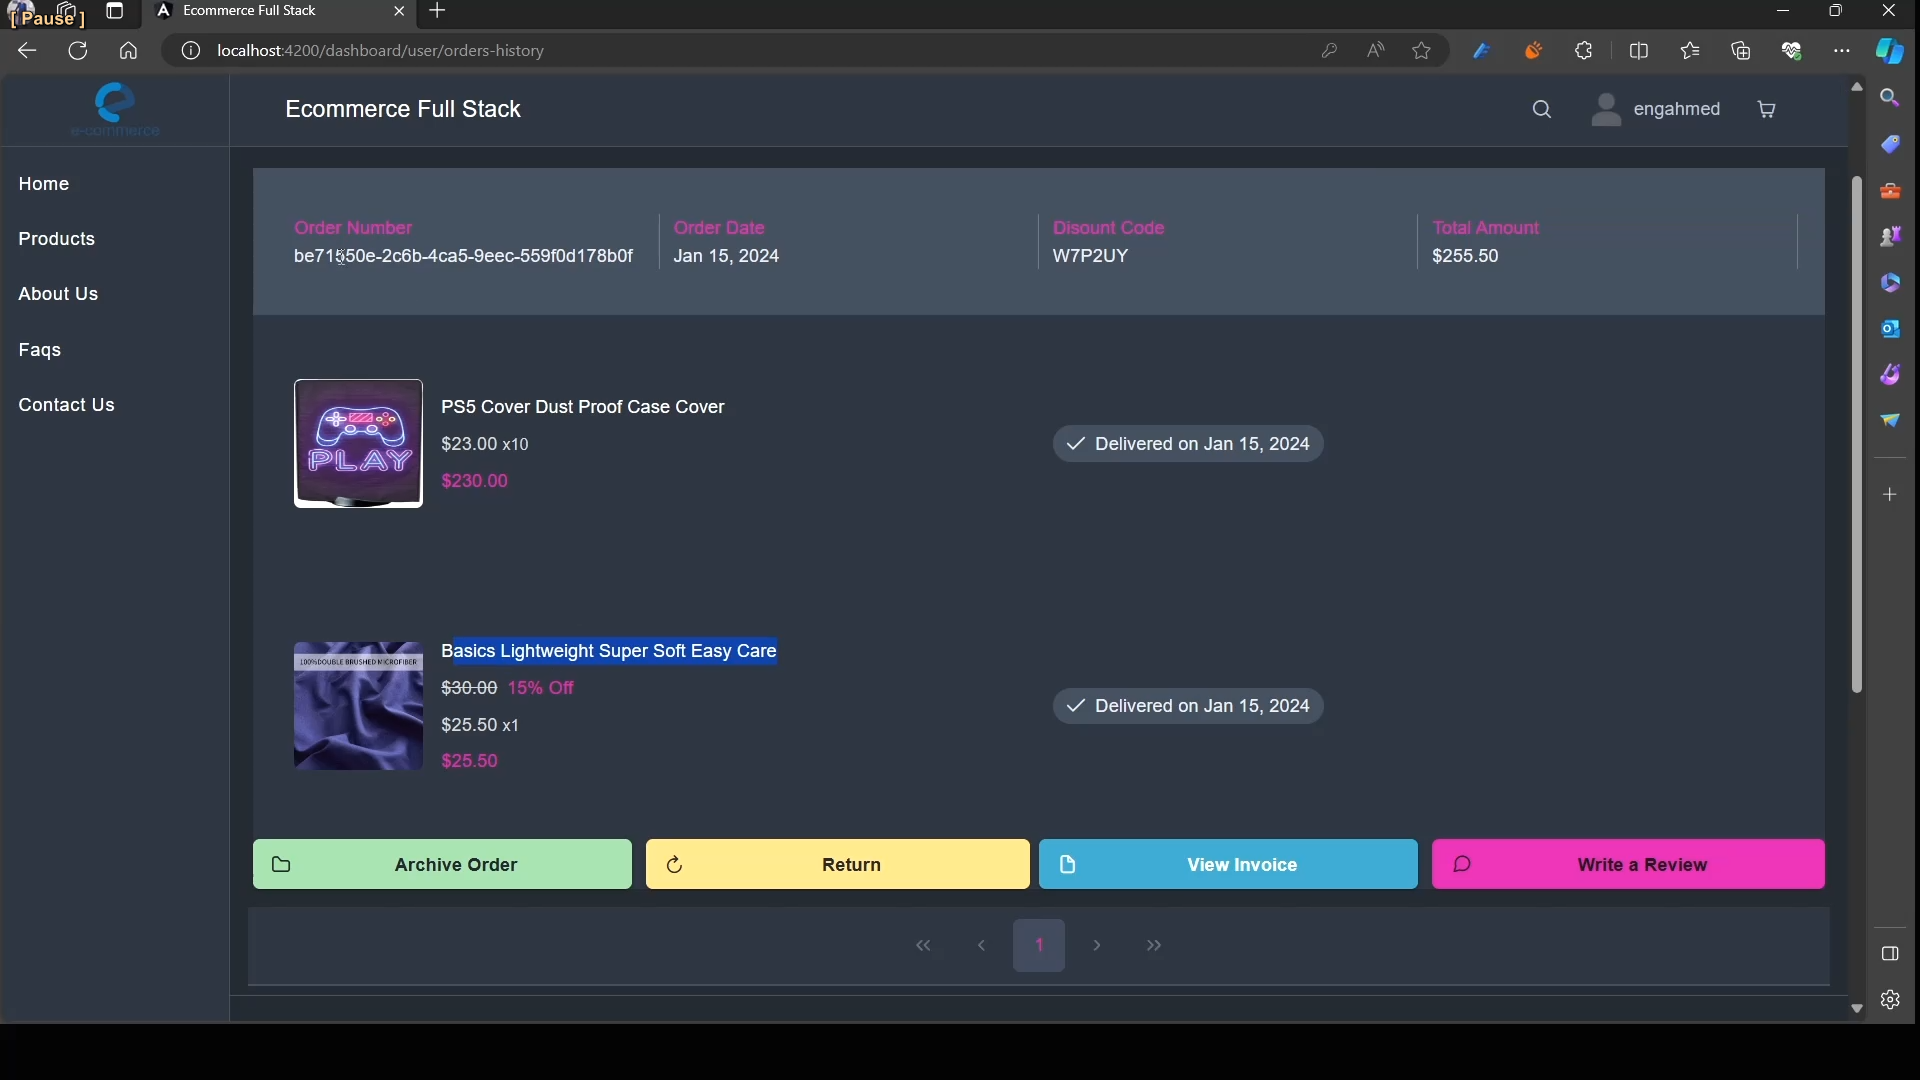 [ Pause ]
Ecommerce Full Stack
localhost:4200/dashboard/user/orders-history
e-commerce
Ecommerce Full Stack
engahmed
Home
Products
About Us
Faqs
Contact Us
Order Number
Order Date
Disount Code
Total Amount
be71550e-2c6b-4ca5-9eec-559f0d178b0f
Jan 15, 2024
W7P2UY
$255.50
PLAY
PS5 Cover Dust Proof Case Cover
$23.00 x10
$230.00
Delivered on Jan 15, 2024
100%DOUBLE BRUSHED MICROFIBER
Basics Lightweight Super Soft Easy Care
$30.00 15% Off
$25.50 x1
$25.50
Delivered on Jan 15, 2024
Archive Order
Return
View Invoice
Write a Review
« ‹ 1 › »